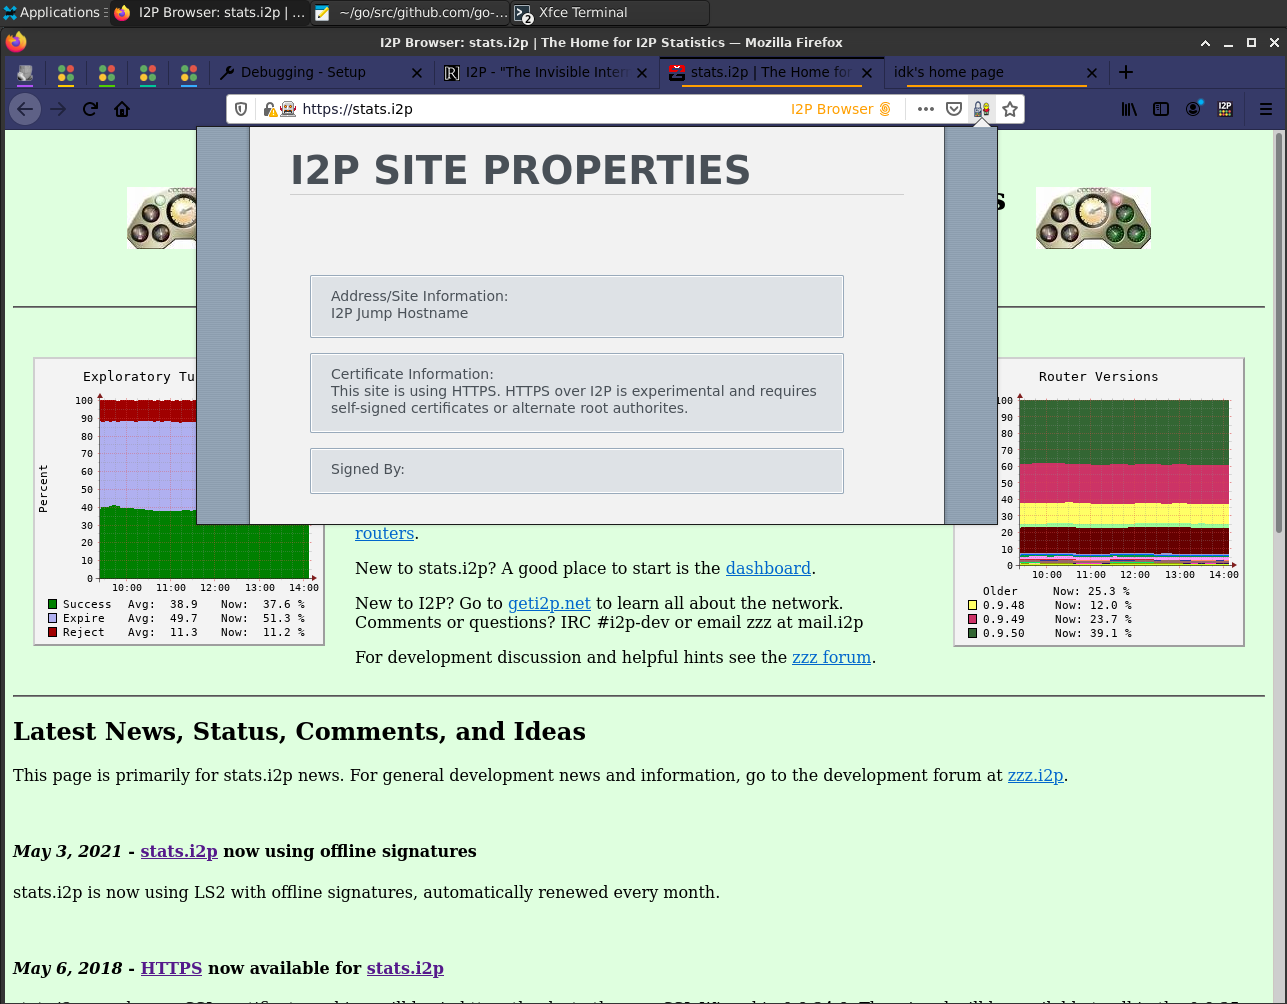 Applications
I2P Browser: stats.i2p | ...
~/go/src/github.com/go-...
2
Xfce Terminal
I2P Browser: stats.i2p | The Home for I2P Statistics — Mozilla Firefox
Debugging - Setup
I2P - "The Invisible Inter
stats.i2p | The Home for
idk's home page
https://stats.i2p
I2P Browser
I2P
I2P SITE PROPERTIES
s
Address/Site Information:
I2P Jump Hostname
Certificate Information:
This site is using HTTPS. HTTPS over I2P is experimental and requires
self-signed certificates or alternate root authorites.
Signed By:
Exploratory Tu
100
90
80
70
60
50
40
30
20
10
0
Percent
10:00 11:00 12:00 13:00 14:00
Success Avg: 38.9 Now: 37.6 %
Expire Avg: 49.7 Now: 51.3 %
Reject Avg: 11.3 Now: 11.2 %
routers.
New to stats.i2p? A good place to start is the dashboard.
New to I2P? Go to geti2p.net to learn all about the network.
Comments or questions? IRC #i2p-dev or email zzz at mail.i2p
For development discussion and helpful hints see the zzz forum.
Router Versions
100
90
80
70
60
50
40
30
20
10
0
10:00 11:00 12:00 13:00 14:00
Older Now: 25.3 %
0.9.48 Now: 12.0 %
0.9.49 Now: 23.7 %
0.9.50 Now: 39.1 %
Latest News, Status, Comments, and Ideas
This page is primarily for stats.i2p news. For general development news and information, go to the development forum at zzz.i2p.
May 3, 2021 - stats.i2p now using offline signatures
stats.i2p is now using LS2 with offline signatures, automatically renewed every month.
May 6, 2018 - HTTPS now available for stats.i2p